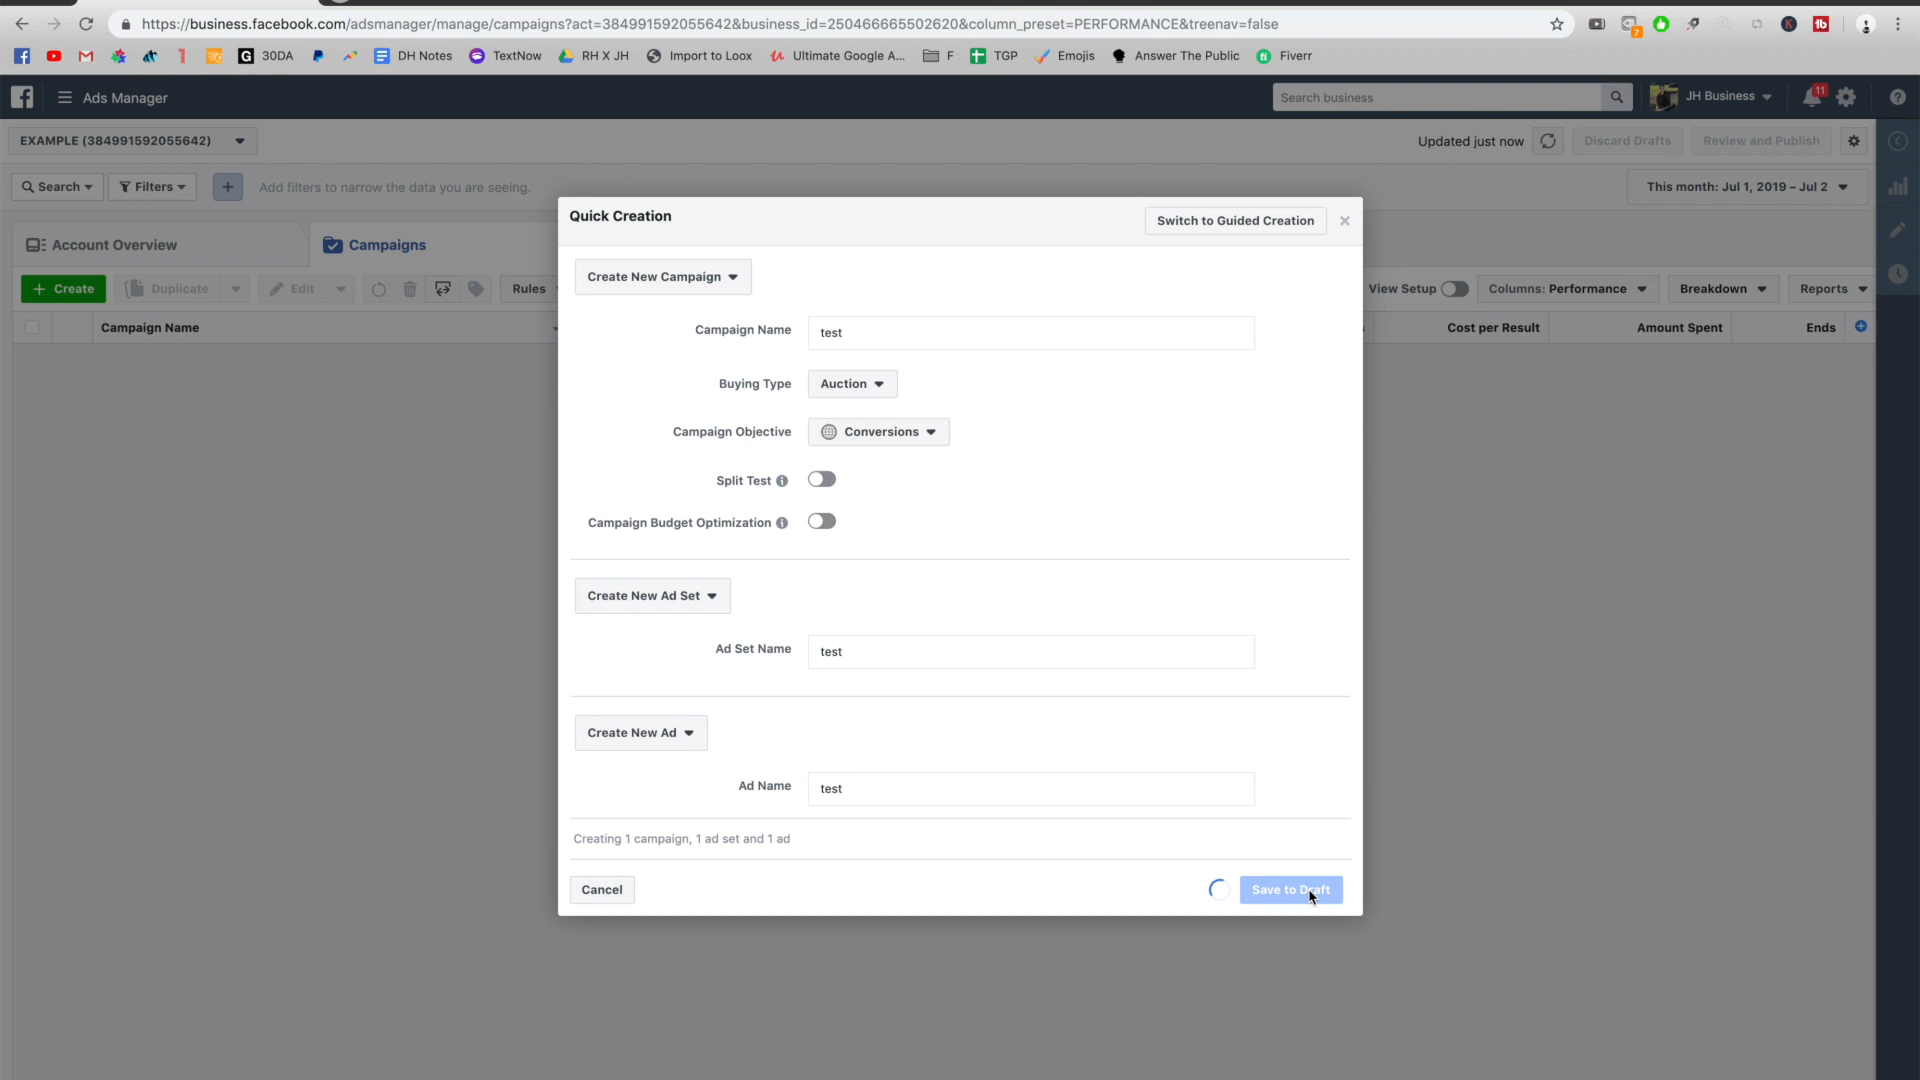 https://business.facebook.com/adsmanager/manage/campaigns?act=384991592055642&business_id=250466665502620&column_preset=PERFORMANCE&treenav=false
7
30DA
DH Notes
TextNow
RH X JH
Import to Loox
Ultimate Google A...
F
TGP
Emojis
Answer The Public
Fiverr
Ads Manager
Search business
JH Business
11
EXAMPLE (384991592055642)
Updated just now
Discard Drafts
Review and Publish
Search
Filters
+
Add filters to narrow the data you are seeing.
This month: Jul 1, 2019 – Jul 2
Account Overview
Campaigns
+ Create
Duplicate
Edit
Rules
View Setup
Columns: Performance
Breakdown
Reports
Campaign Name
Cost per Result
Amount Spent
Ends
Quick Creation
Switch to Guided Creation
Create New Campaign
Campaign Name
test
Buying Type
Auction
Campaign Objective
Conversions
Split Test
Campaign Budget Optimization
Create New Ad Set
Ad Set Name
test
Create New Ad
Ad Name
test
Creating 1 campaign, 1 ad set and 1 ad
Cancel
Save to Draft